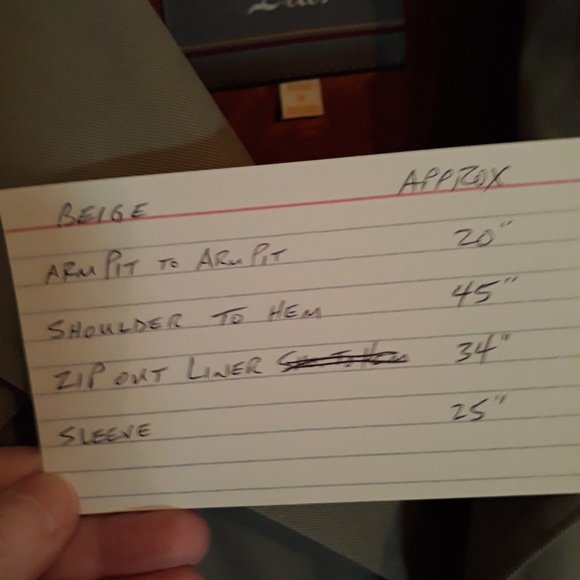 BEIGE APPROX
ARM PIT TO ARM PIT 20"
SHOULDER TO HEM 45"
ZIP OUT LINER 34"
SLEEVE 25"